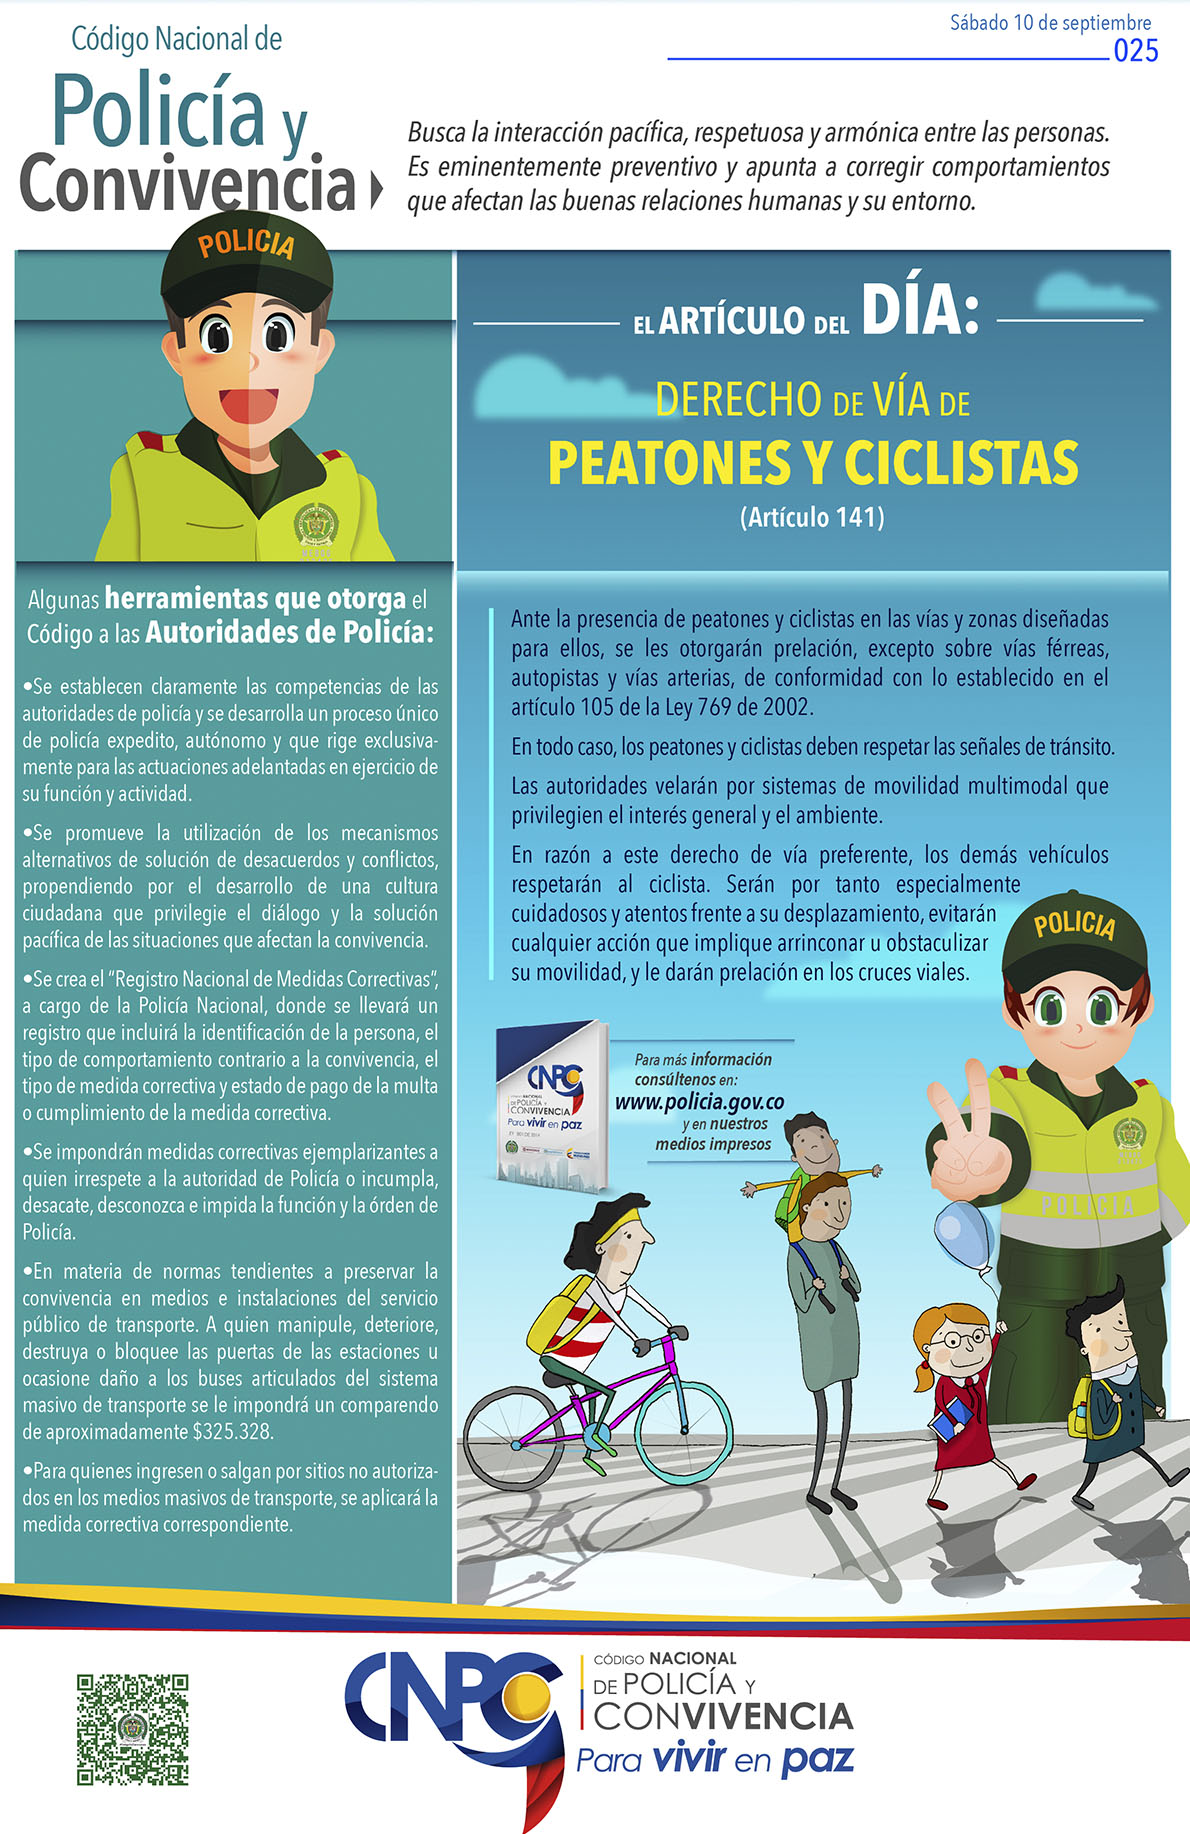 Sábado 10 de septiembre
025
Código Nacional de
Policía y
Convivencia
Busca la interacción pacífica, respetuosa y armónica entre las personas.
Es eminentemente preventivo y apunta a corregir comportamientos
que afectan las buenas relaciones humanas y su entorno.
POLICIA
Algunas herramientas que otorga el
Código a las Autoridades de Policía:
•Se establecen claramente las competencias de las
autoridades de policía y se desarrolla un proceso único
de policía expedito, autónomo y que rige exclusiva-
mente para las actuaciones adelantadas en ejercicio de
su función y actividad.
•Se promueve la utilización de los mecanismos
alternativos de solución de desacuerdos y conflictos,
propendiendo por el desarrollo de una cultura
ciudadana que privilegie el diálogo y la solución
pacífica de las situaciones que afectan la convivencia.
•Se crea el “Registro Nacional de Medidas Correctivas”,
a cargo de la Policía Nacional, donde se llevará un
registro que incluirá la identificación de la persona, el
tipo de comportamiento contrario a la convivencia, el
tipo de medida correctiva y estado de pago de la multa
o cumplimiento de la medida correctiva.
•Se impondrán medidas correctivas ejemplarizantes a
quien irrespete a la autoridad de Policía o incumpla,
desacate, desconozca e impida la función y la órden de
Policía.
•En materia de normas tendientes a preservar la
convivencia en medios e instalaciones del servicio
público de transporte. A quien manipule, deteriore,
destruya o bloquee las puertas de las estaciones u
ocasione daño a los buses articulados del sistema
masivo de transporte se le impondrá un comparendo
de aproximadamente $325.328.
•Para quienes ingresen o salgan por sitios no autoriza-
dos en los medios masivos de transporte, se aplicará la
medida correctiva correspondiente.
EL ARTÍCULO DEL DÍA:
DERECHO DE VÍA DE
PEATONES Y CICLISTAS
(Artículo 141)
Ante la presencia de peatones y ciclistas en las vías y zonas diseñadas
para ellos, se les otorgarán prelación, excepto sobre vías férreas,
autopistas y vías arterias, de conformidad con lo establecido en el
artículo 105 de la Ley 769 de 2002.
En todo caso, los peatones y ciclistas deben respetar las señales de tránsito.
Las autoridades velarán por sistemas de movilidad multimodal que
privilegien el interés general y el ambiente.
En razón a este derecho de vía preferente, los demás vehículos
respetarán al ciclista. Serán por tanto especialmente
cuidadosos y atentos frente a su desplazamiento, evitarán
cualquier acción que implique arrinconar u obstaculizar
su movilidad, y le darán prelación en los cruces viales.
POLICIA
POLICIA
CNPC
DE POLICÍA Y
CONVIVENCIA
Para vivir en paz
Para más información
consúltenos en:
www.policia.gov.co
y en nuestros
medios impresos
CNPC
CÓDIGO NACIONAL
DE POLICÍA Y
CONVIVENCIA
Para vivir en paz